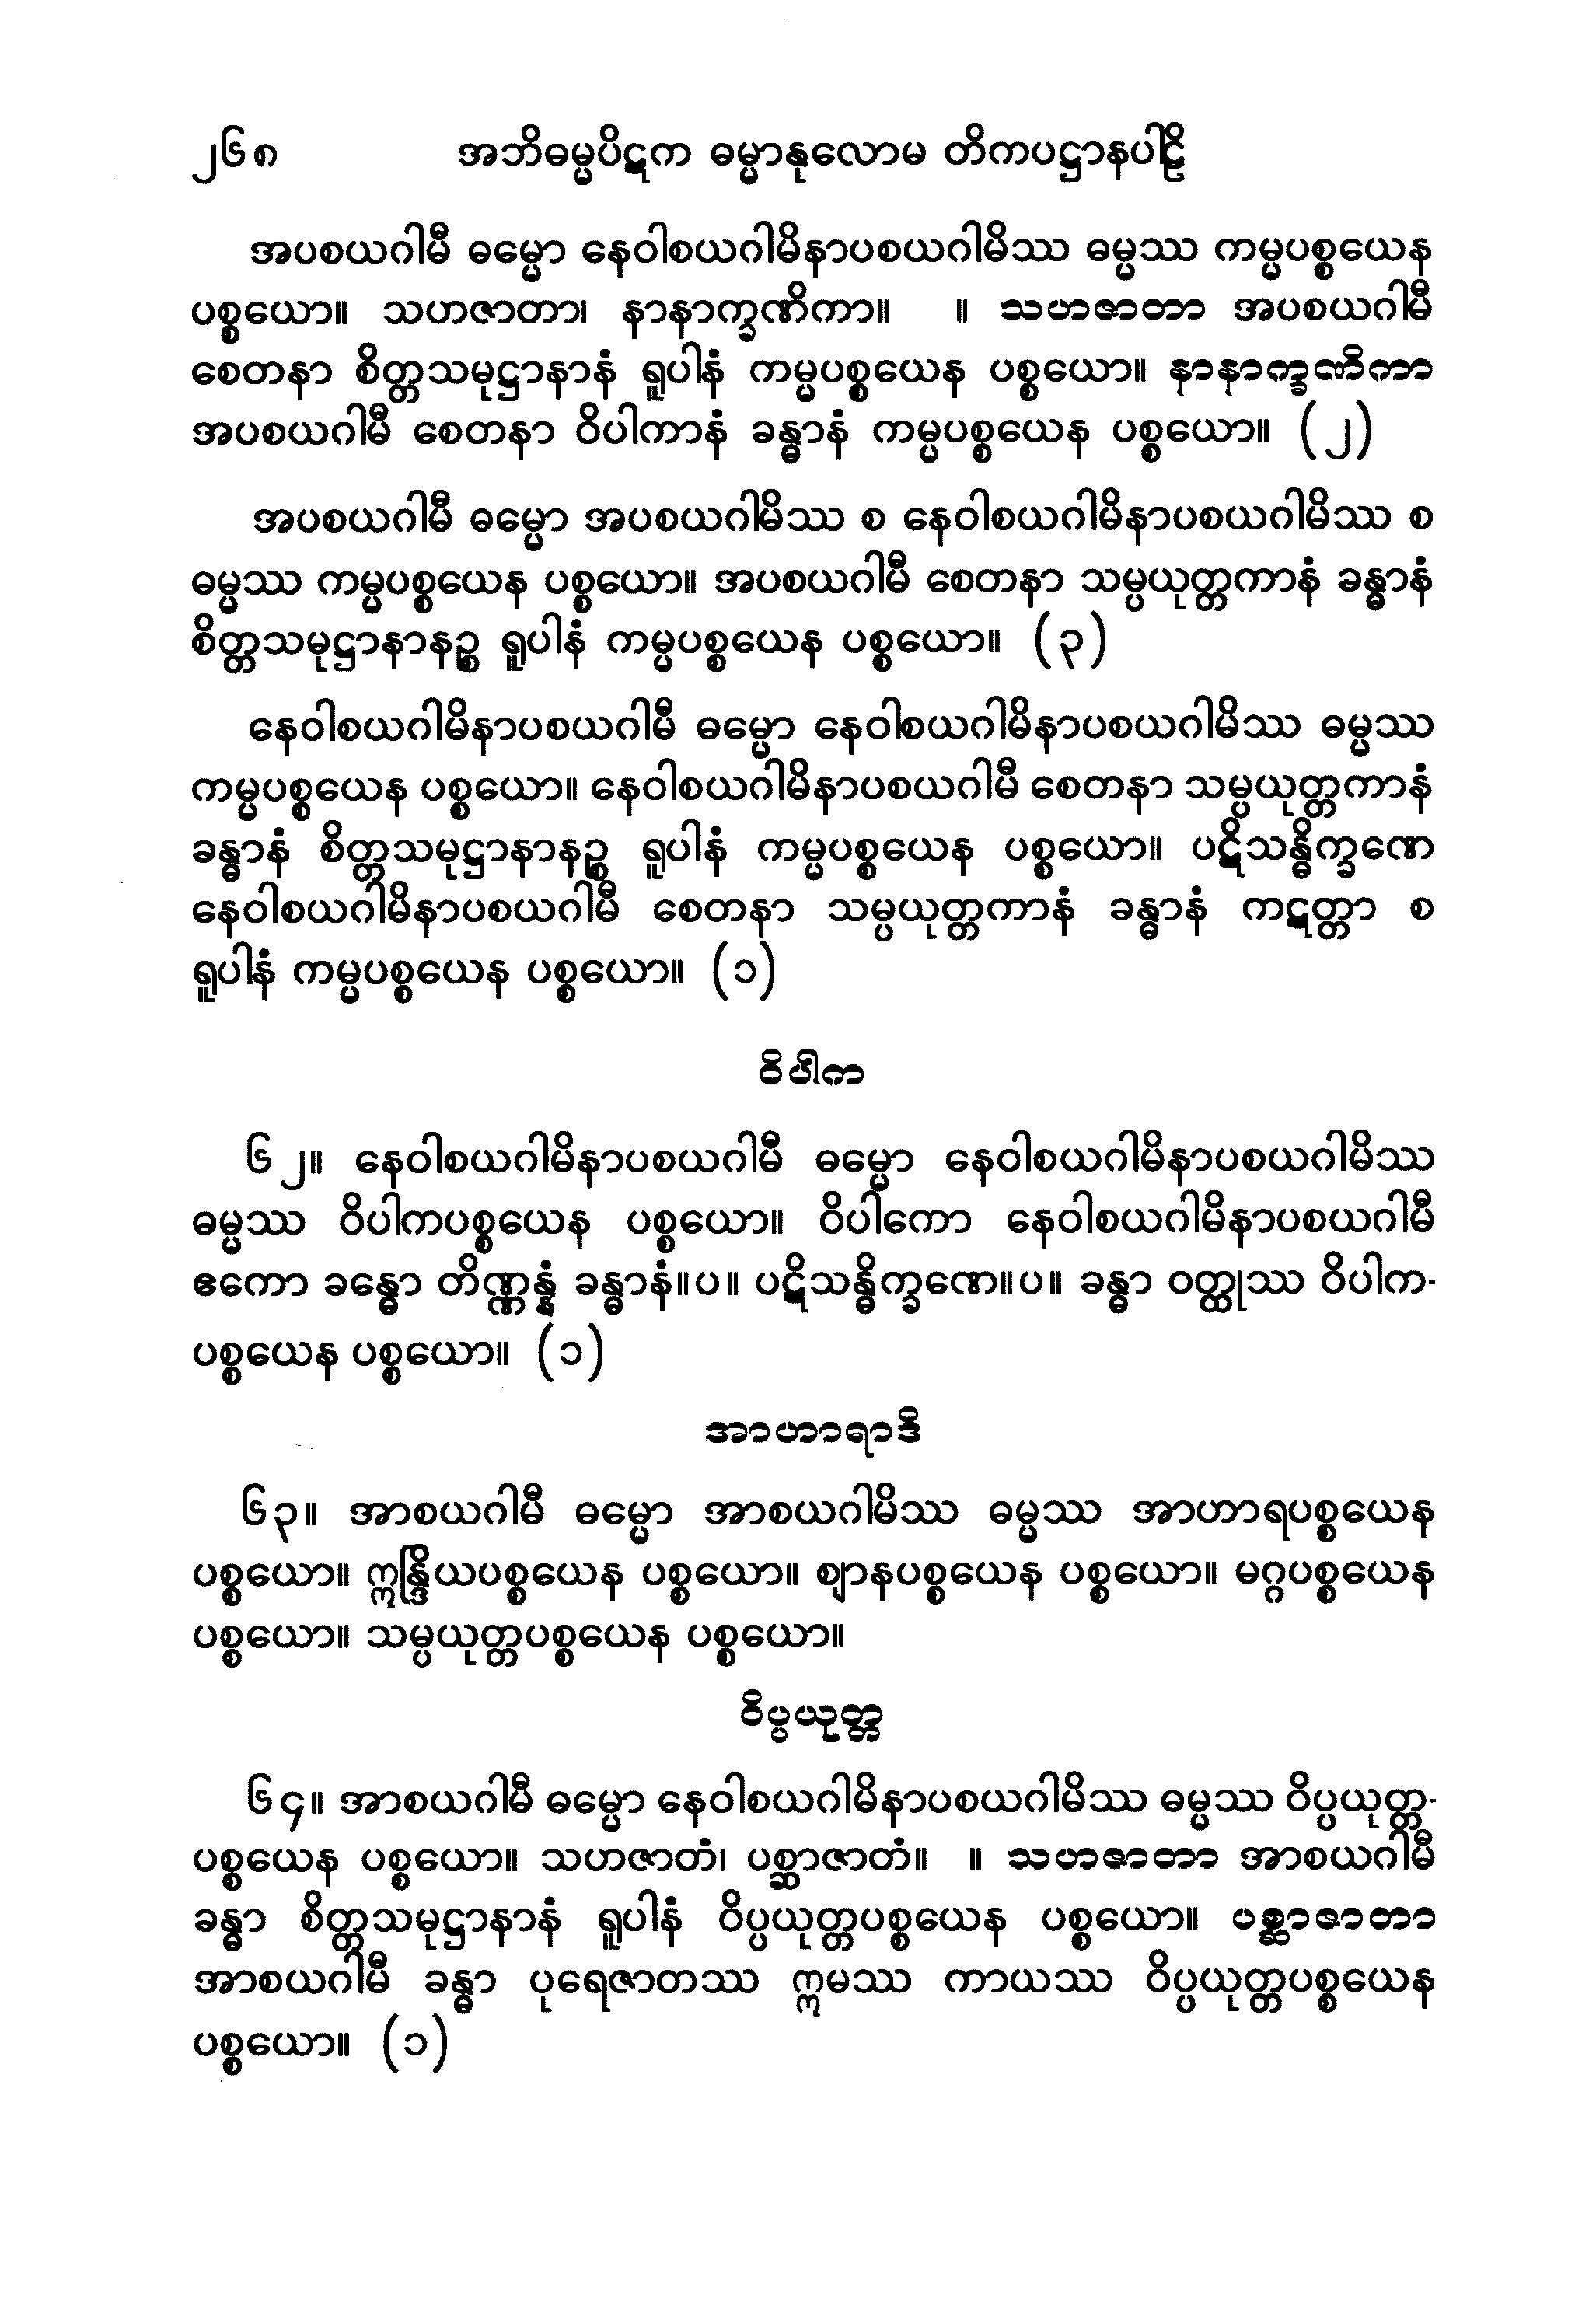 ၂၆၈ အဘိဓမ္မပိဋက ဓမ္မာနုလောမ တိကပဋ္ဌာနပါဠိ
အပစယဂါမီ ဓမ္မော နေဝါစယဂါမိနာပစယဂါမိဿ ဓမ္မဿ ကမ္မပစ္စယေန
ပစ္စယော။ သဟဇာတာ၊ နာနာက္ခဏိကာ။ ။ သဟဇာတာ အပစယဂါမီ
စေတနာ စိတ္တသမုဋ္ဌာနာနံ ရူပါနံ ကမ္မပစ္စယေန ပစ္စယော။ နာနာက္ခဏိကာ
အပစယဂါမီ စေတနာ ဝိပါကာနံ ခန္ဓာနံ ကမ္မပစ္စယေန ပစ္စယော။ (၂)
အပစယဂါမီ ဓမ္မော အပစယဂါမိဿ စ နေဝါစယဂါမိနာပစယဂါမိဿ စ
ဓမ္မဿ ကမ္မပစ္စယေန ပစ္စယော။ အပစယဂါမီ စေတနာ သမ္ပယုတ္တကာနံ ခန္ဓာနံ
စိတ္တသမုဋ္ဌာနာနဉ္စ ရူပါနံ ကမ္မပစ္စယေန ပစ္စယော။ (၃)
နေဝါစယဂါမိနာပစယဂါမီ ဓမ္မော နေဝါစယဂါမိနာပစယဂါမိဿ ဓမ္မဿ
ကမ္မပစ္စယေန ပစ္စယော။ နေဝါစယဂါမိနာပစယဂါမီ စေတနာ သမ္ပယုတ္တကာနံ
ခန္ဓာနံ စိတ္တသမုဋ္ဌာနာနဉ္စ ရူပါနံ ကမ္မပစ္စယေန ပစ္စယော။ ပဋိသန္ဓိက္ခဏေ
နေဝါစယဂါမိနာပစယဂါမီ စေတနာ သမ္ပယုတ္တကာနံ ခန္ဓာနံ ကဋတ္တာ စ
ရူပါနံ ကမ္မပစ္စယေန ပစ္စယော။ (၁)
ဝိပါက
၆၂။ နေဝါစယဂါမိနာပစယဂါမီ ဓမ္မော နေဝါစယဂါမိနာပစယဂါမိဿ
ဓမ္မဿ ဝိပါကပစ္စယေန ပစ္စယော။ ဝိပါကော နေဝါစယဂါမိနာပစယဂါမီ
ဧကော ခန္ဓော တိဏ္ဏန္နံ ခန္ဓာနံ။ပ။ ပဋိသန္ဓိက္ခဏေ။ပ။ ခန္ဓာ ဝတ္ထုဿ ဝိပါက-
ပစ္စယေန ပစ္စယော။ (၁)
အာဟာရာဒိ
၆၃။ အာစယဂါမီ ဓမ္မော အာစယဂါမိဿ ဓမ္မဿ အာဟာရပစ္စယေန
ပစ္စယော။ ဣန္ဒြိယပစ္စယေန ပစ္စယော။ ဈာနပစ္စယေန ပစ္စယော။ မဂ္ဂပစ္စယေန
ပစ္စယော။ သမ္ပယုတ္တပစ္စယေန ပစ္စယော။
ဝိပ္ပယုတ္တ
၆၄။ အာစယဂါမီ ဓမ္မော နေဝါစယဂါမိနာပစယဂါမိဿ ဓမ္မဿ ဝိပ္ပယုတ္တ-
ပစ္စယေန ပစ္စယော။ သဟဇာတံ၊ ပစ္ဆာဇာတံ။ ။ သဟဇာတာ အာစယဂါမီ
ခန္ဓာ စိတ္တသမုဋ္ဌာနာနံ ရူပါနံ ဝိပ္ပယုတ္တပစ္စယေန ပစ္စယော။ ပစ္ဆာဇာတာ
အာစယဂါမီ ခန္ဓာ ပုရေဇာတဿ ဣမဿ ကာယဿ ဝိပ္ပယုတ္တပစ္စယေန
ပစ္စယော။ (၁)